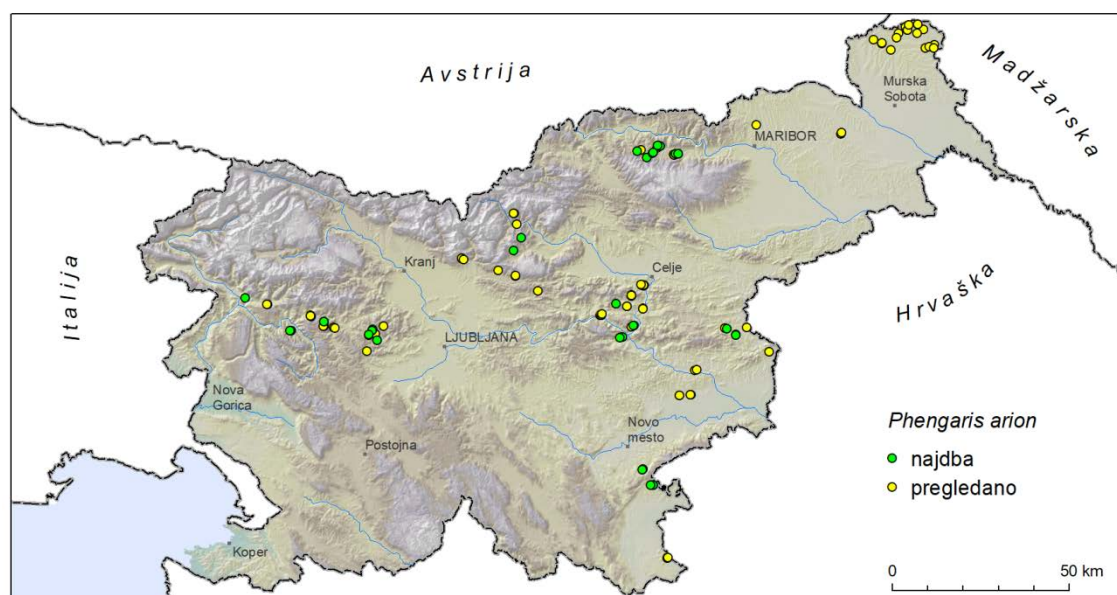 Avstrija
Madžarska
Murska
Sobota
MARIBOR
Celje
Kranj
Hrvaška
Italija
LJUBLJANA
Nova
Gorica
Novo
mesto
Phengaris arion
Postojna
najdba
pregledano
Koper
0 50 km